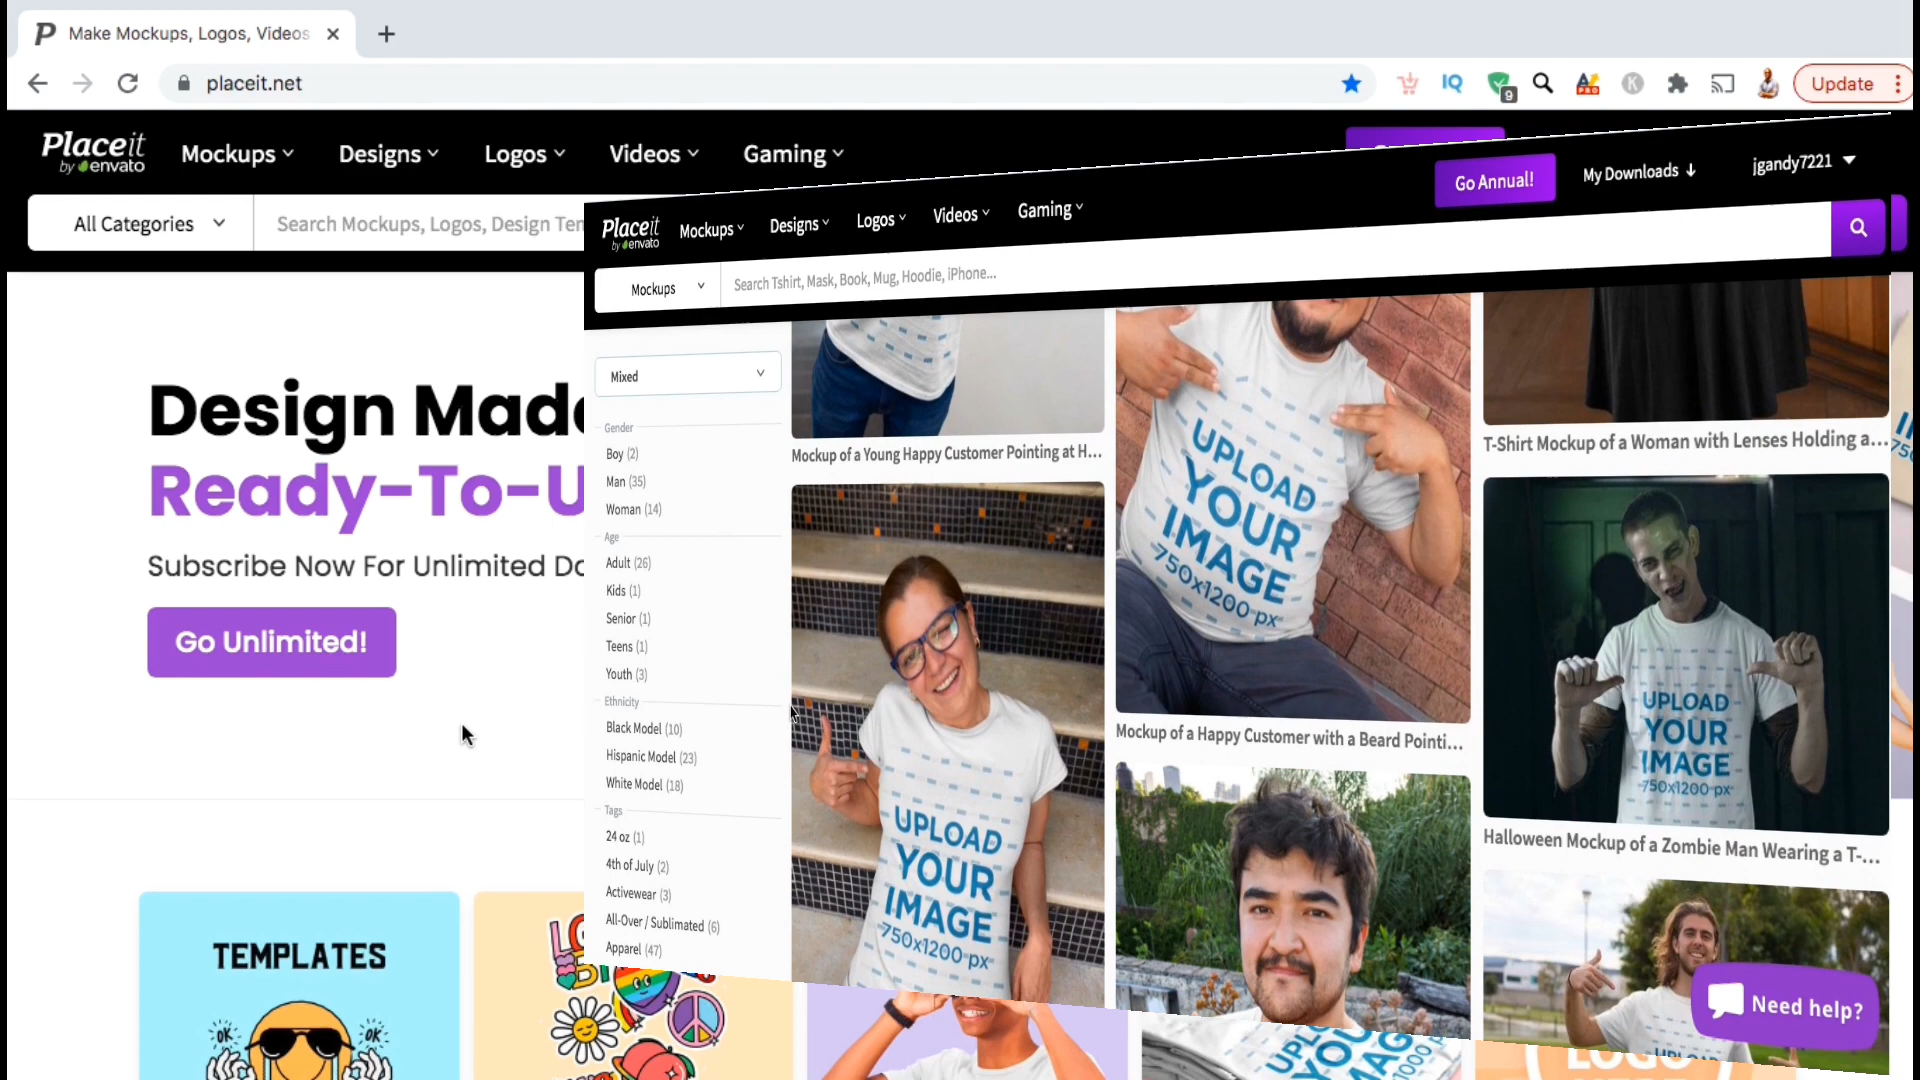 Make Mockups, Logos, Videos
placeit.net
9
IQ
PRO
K
Update
Placeit
by envato
Mockups
Designs
Logos
Videos
Gaming
All Categories
Search Mockups, Logos, Design
Design Made
Ready-To-U
Subscribe Now For Unlimited Do
Go Unlimited!
TEMPLATES
OK
OK
Placeit
by envato
Mockups
Designs
Logos
Videos
Gaming
Go Annual!
My Downloads
jgandy7221
Mockups
Search Tshirt, Mask, Book, Mug, Hoodie, iPhone...
Mixed
Gender
Boy (2)
Man (35)
Woman (14)
Age
Adult (26)
Kids (1)
Senior (1)
Teens (1)
Youth (3)
Ethnicity
Black Model (10)
Hispanic Model (23)
White Model (18)
Tags
24 oz (1)
4th of July (2)
Activewear (3)
All-Over / Sublimated (6)
Apparel (47)
Mockup of a Young Happy Customer Pointing at H...
UPLOAD
YOUR
IMAGE
750x1200 px
UPLOAD
YOUR
IMAGE
750x1200 px
Mockup of a Happy Customer with a Beard Pointi...
T-Shirt Mockup of a Woman with Lenses Holding a...
UPLOAD
YOUR
IMAGE
750x1200 px
Halloween Mockup of a Zombie Man Wearing a T-...
Need help?